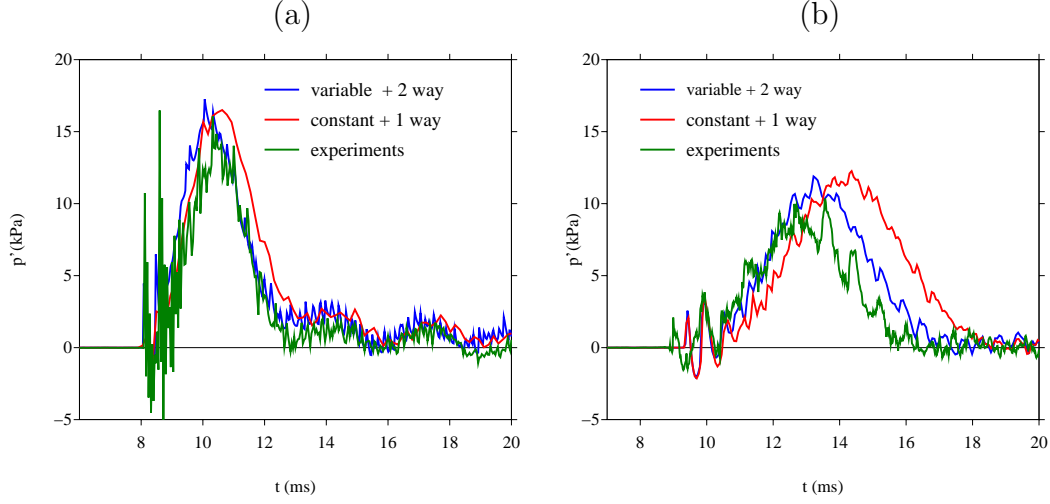 (a)
20
15
10
5
0
−5
8 10 12 14 16 18 20
p'(kPa)
t (ms)
variable + 2 way
constant + 1 way
experiments
(b)
20
15
10
5
0
−5
8 10 12 14 16 18 20
p'(kPa)
t (ms)
variable + 2 way
constant + 1 way
experiments